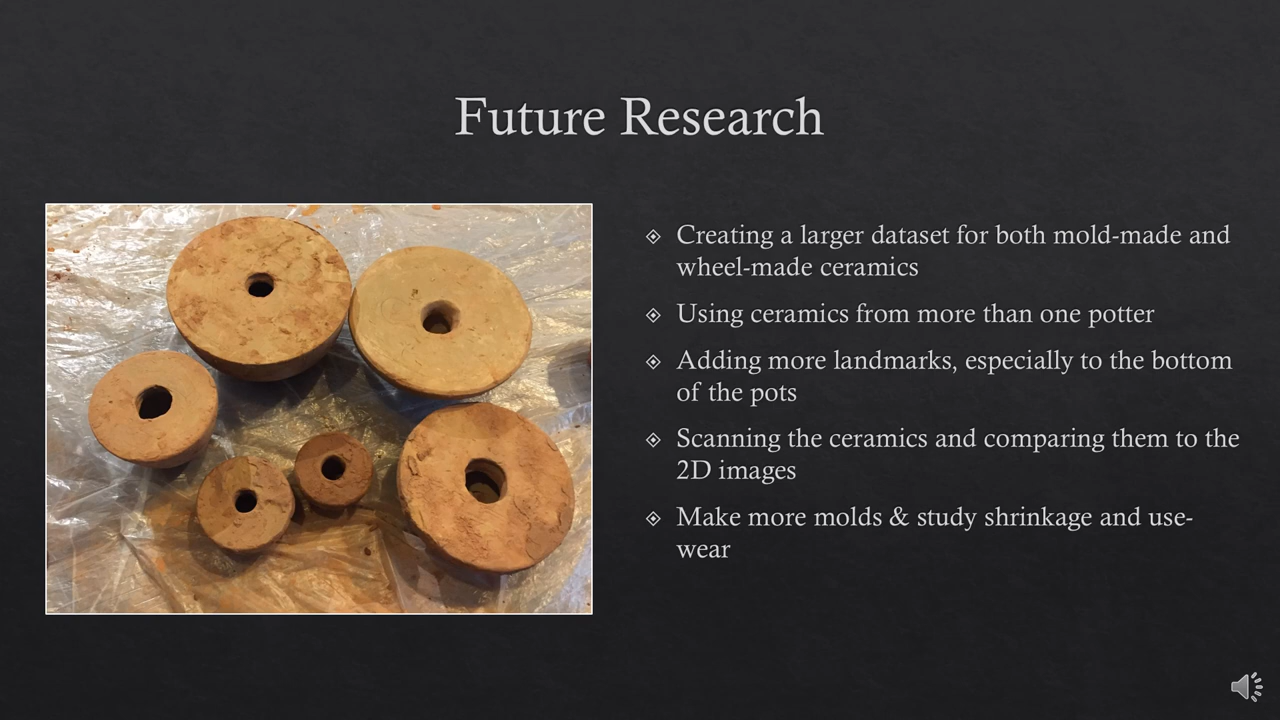 Future Research
Creating a larger dataset for both mold-made and
wheel-made ceramics
Using ceramics from more than one potter
Adding more landmarks, especially to the bottom
of the pots
Scanning the ceramics and comparing them to the
2D images
Make more molds & study shrinkage and use-
wear